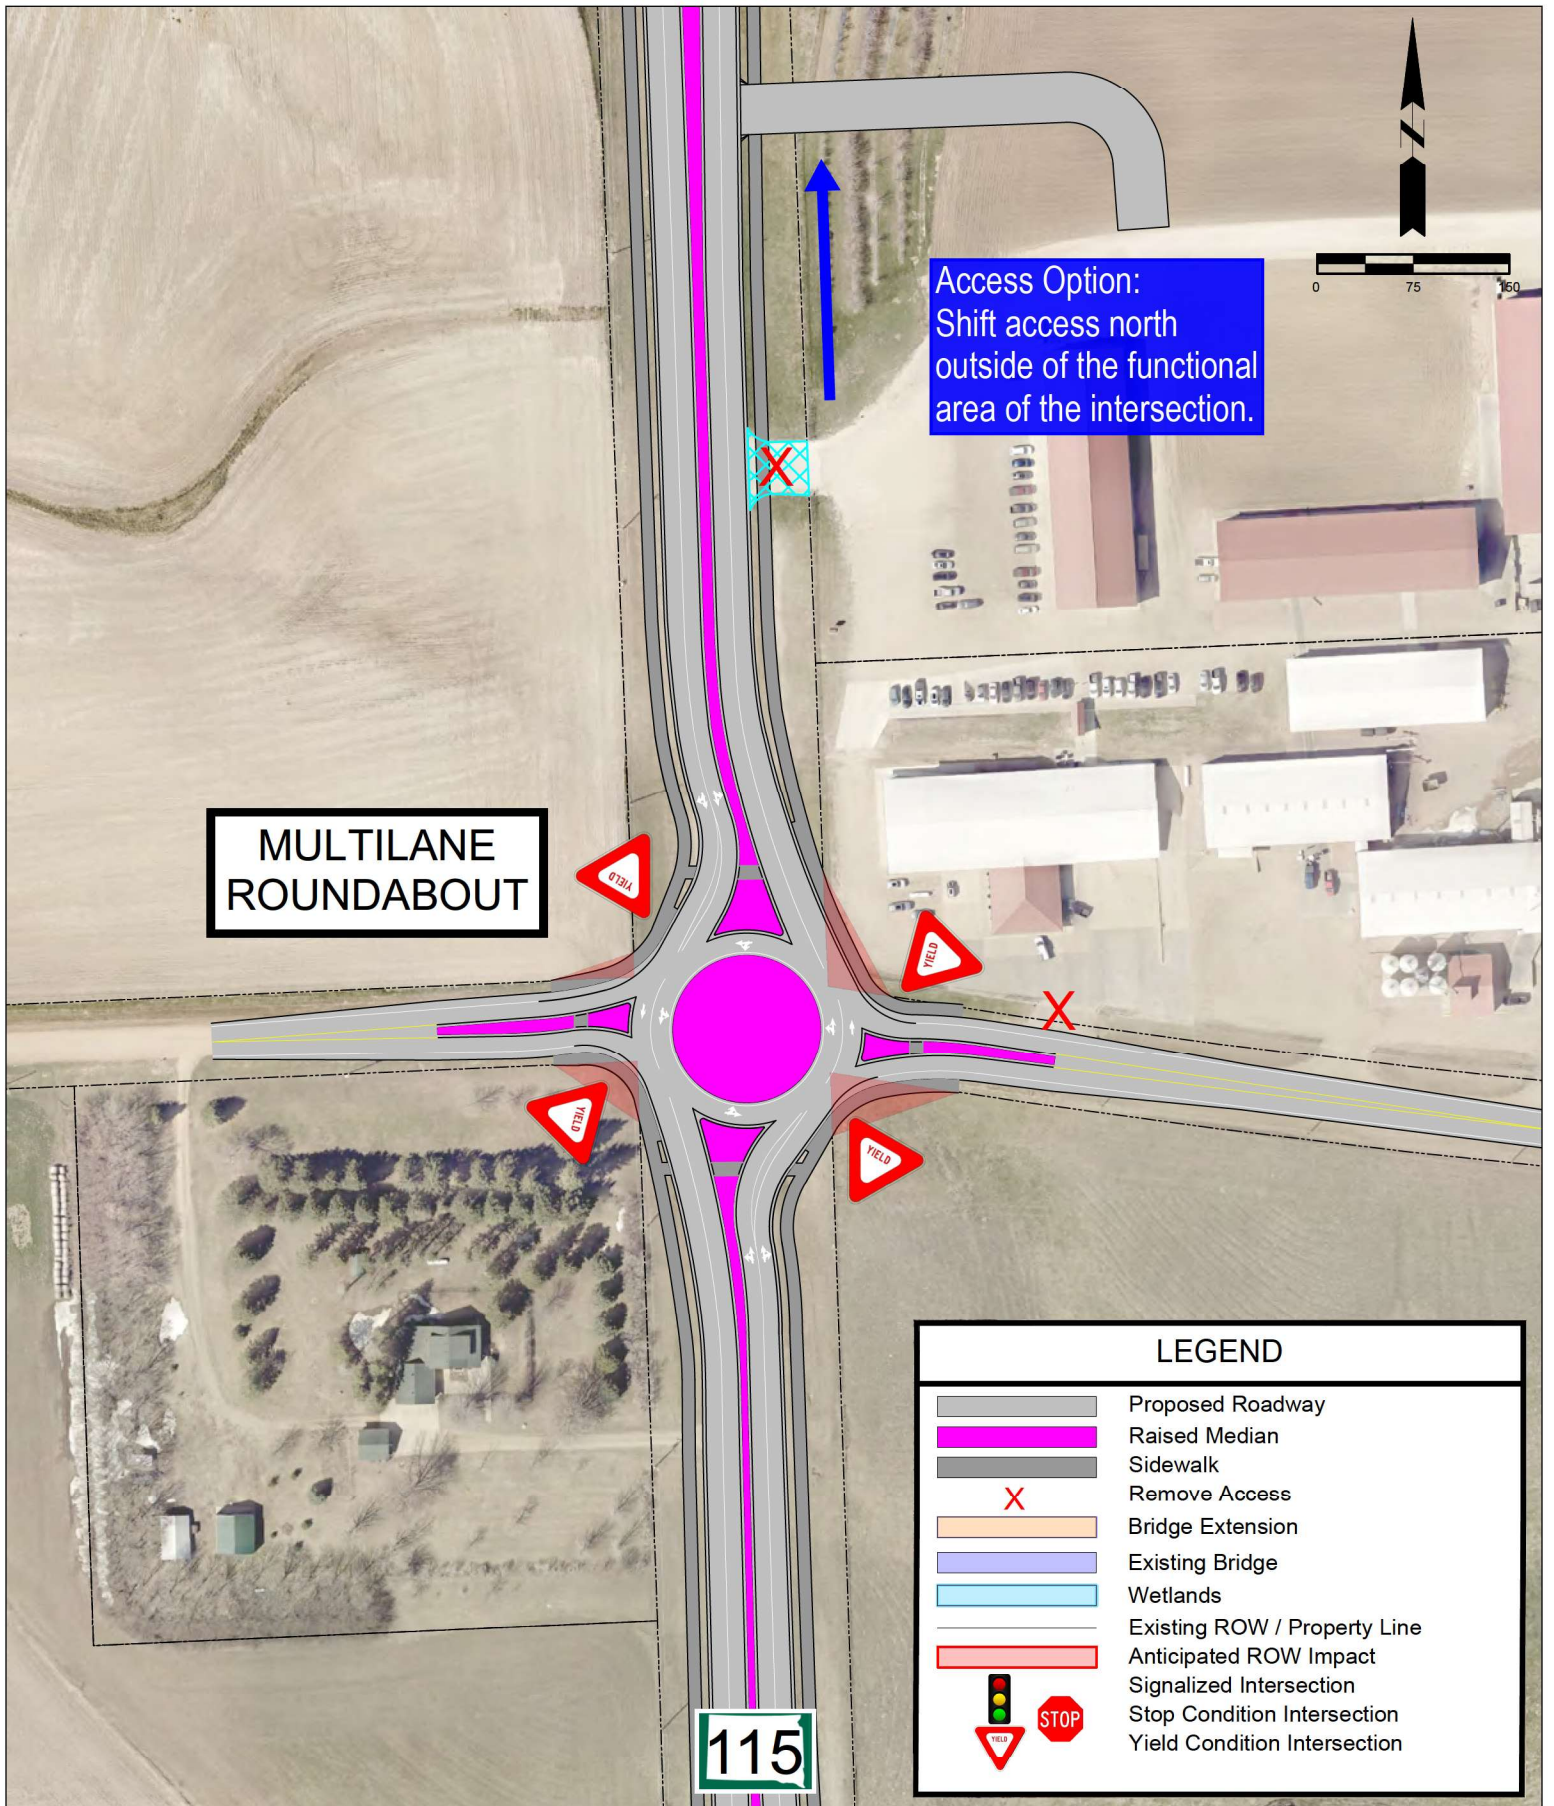 N
0 75 150
Access Option:
Shift access north
outside of the functional
area of the intersection.
X
MULTILANE
ROUNDABOUT
YIELD
YIELD
X
YIELD
YIELD
115
LEGEND
Proposed Roadway
Raised Median
Sidewalk
X Remove Access
Bridge Extension
Existing Bridge
Wetlands
Existing ROW / Property Line
Anticipated ROW Impact
Signalized Intersection
STOP Stop Condition Intersection
YIELD Yield Condition Intersection